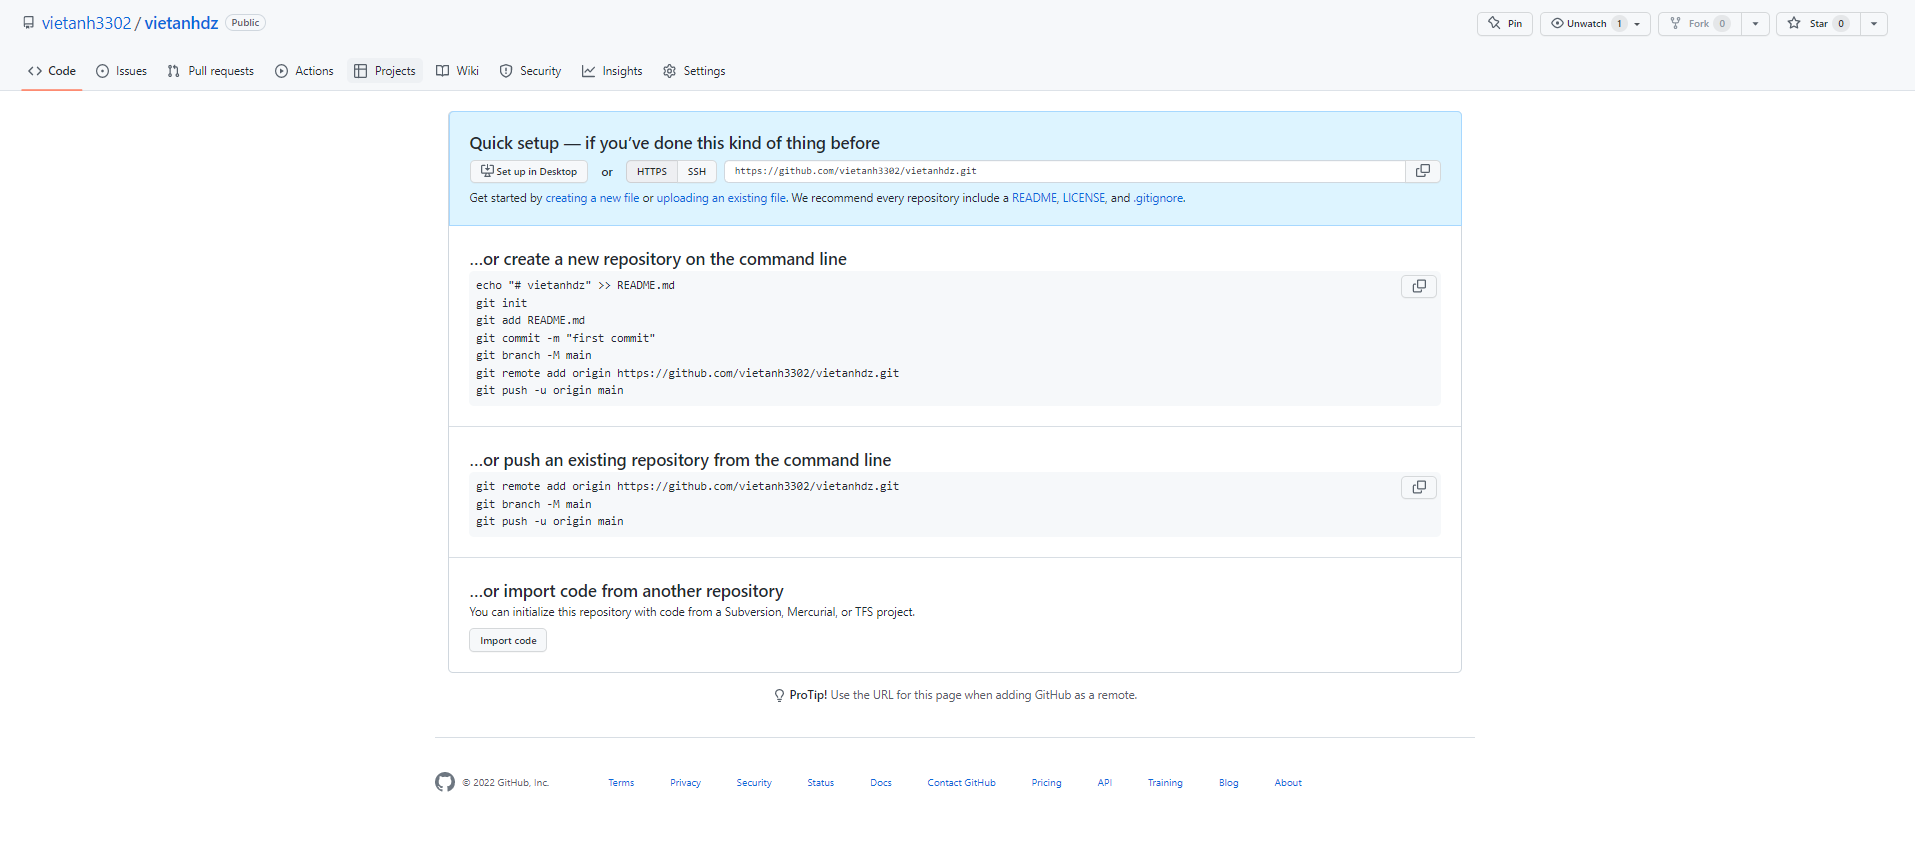 vietanh3302 / vietanhdz Public
Pin Unwatch 1 Fork 0 Star 0
Code Issues Pull requests Actions Projects Wiki Security Insights Settings
Quick setup — if you've done this kind of thing before
Set up in Desktop or HTTPS SSH https://github.com/vietanh3302/vietanhdz.git
Get started by creating a new file or uploading an existing file. We recommend every repository include a README, LICENSE, and .gitignore.
…or create a new repository on the command line
echo "# vietanhdz" >> README.md
git init
git add README.md
git commit -m "first commit"
git branch -M main
git remote add origin https://github.com/vietanh3302/vietanhdz.git
git push -u origin main
…or push an existing repository from the command line
git remote add origin https://github.com/vietanh3302/vietanhdz.git
git branch -M main
git push -u origin main
…or import code from another repository
You can initialize this repository with code from a Subversion, Mercurial, or TFS project.
Import code
ProTip! Use the URL for this page when adding GitHub as a remote.
© 2022 GitHub, Inc. Terms Privacy Security Status Docs Contact GitHub Pricing API Training Blog About